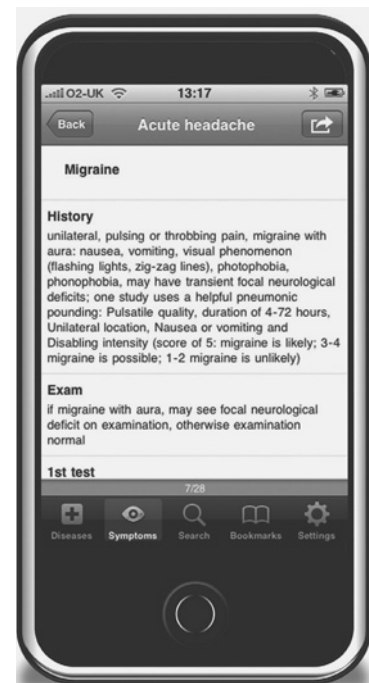 ...ıll O2-UK 13:17
Back Acute headache
Migraine
History
unilateral, pulsing or throbbing pain, migraine with
aura: nausea, vomiting, visual phenomenon
(flashing lights, zig-zag lines), photophobia,
phonophobia, may have transient focal neurological
deficits; one study uses a helpful pneumonic
pounding: Pulsatile quality, duration of 4-72 hours,
Unilateral location, Nausea or vomiting and
Disabling intensity (score of 5: migraine is likely; 3-4
migraine is possible; 1-2 migraine is unlikely)
Exam
if migraine with aura, may see focal neurological
deficit on examination, otherwise examination
normal
1st test
7/28
Diseases Symptoms Search Bookmarks Settings